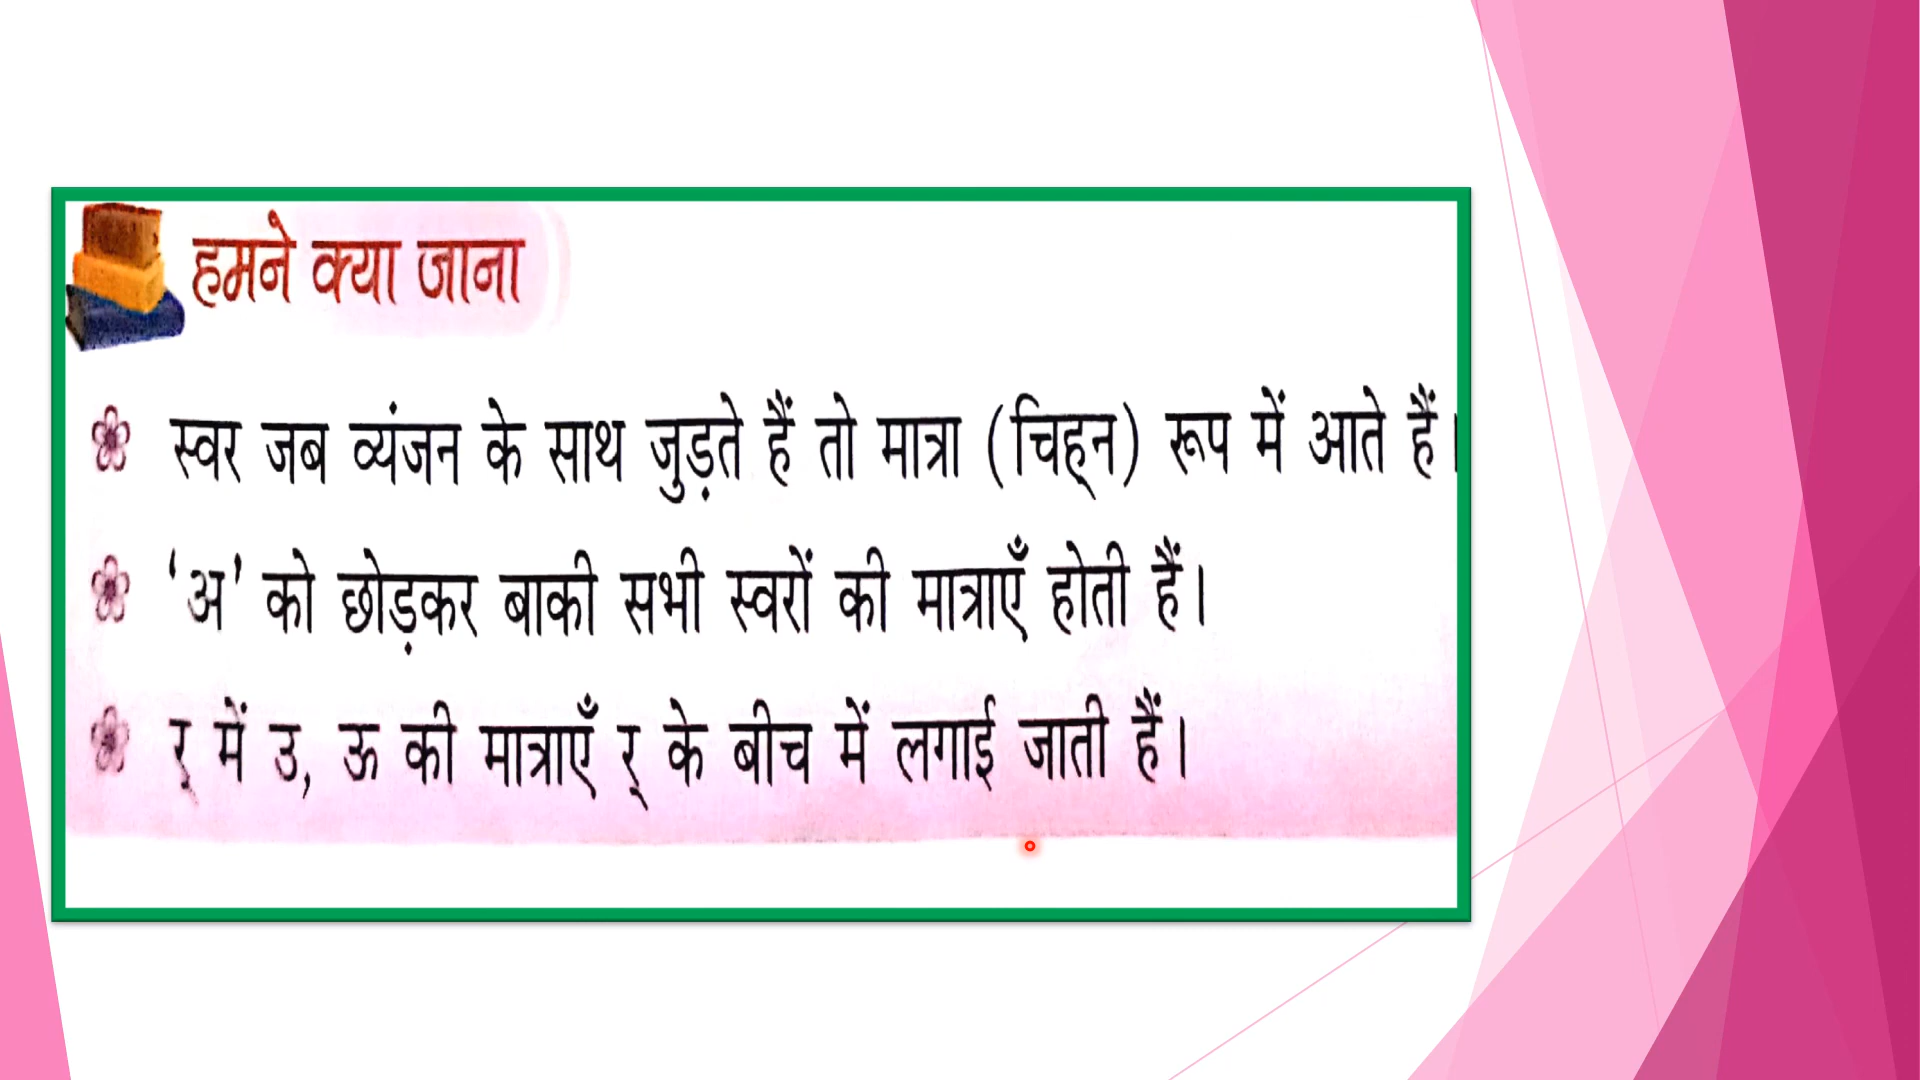 हमने क्या जाना
स्वर जब व्यंजन के साथ जुड़ते हैं तो मात्रा (चिह्‌न) रूप में आते हैं।
‘अ’ को छोड़कर बाकी सभी स्वरों की मात्राएँ होती हैं।
र् में उ, ऊ की मात्राएँ र् के बीच में लगाई जाती हैं।